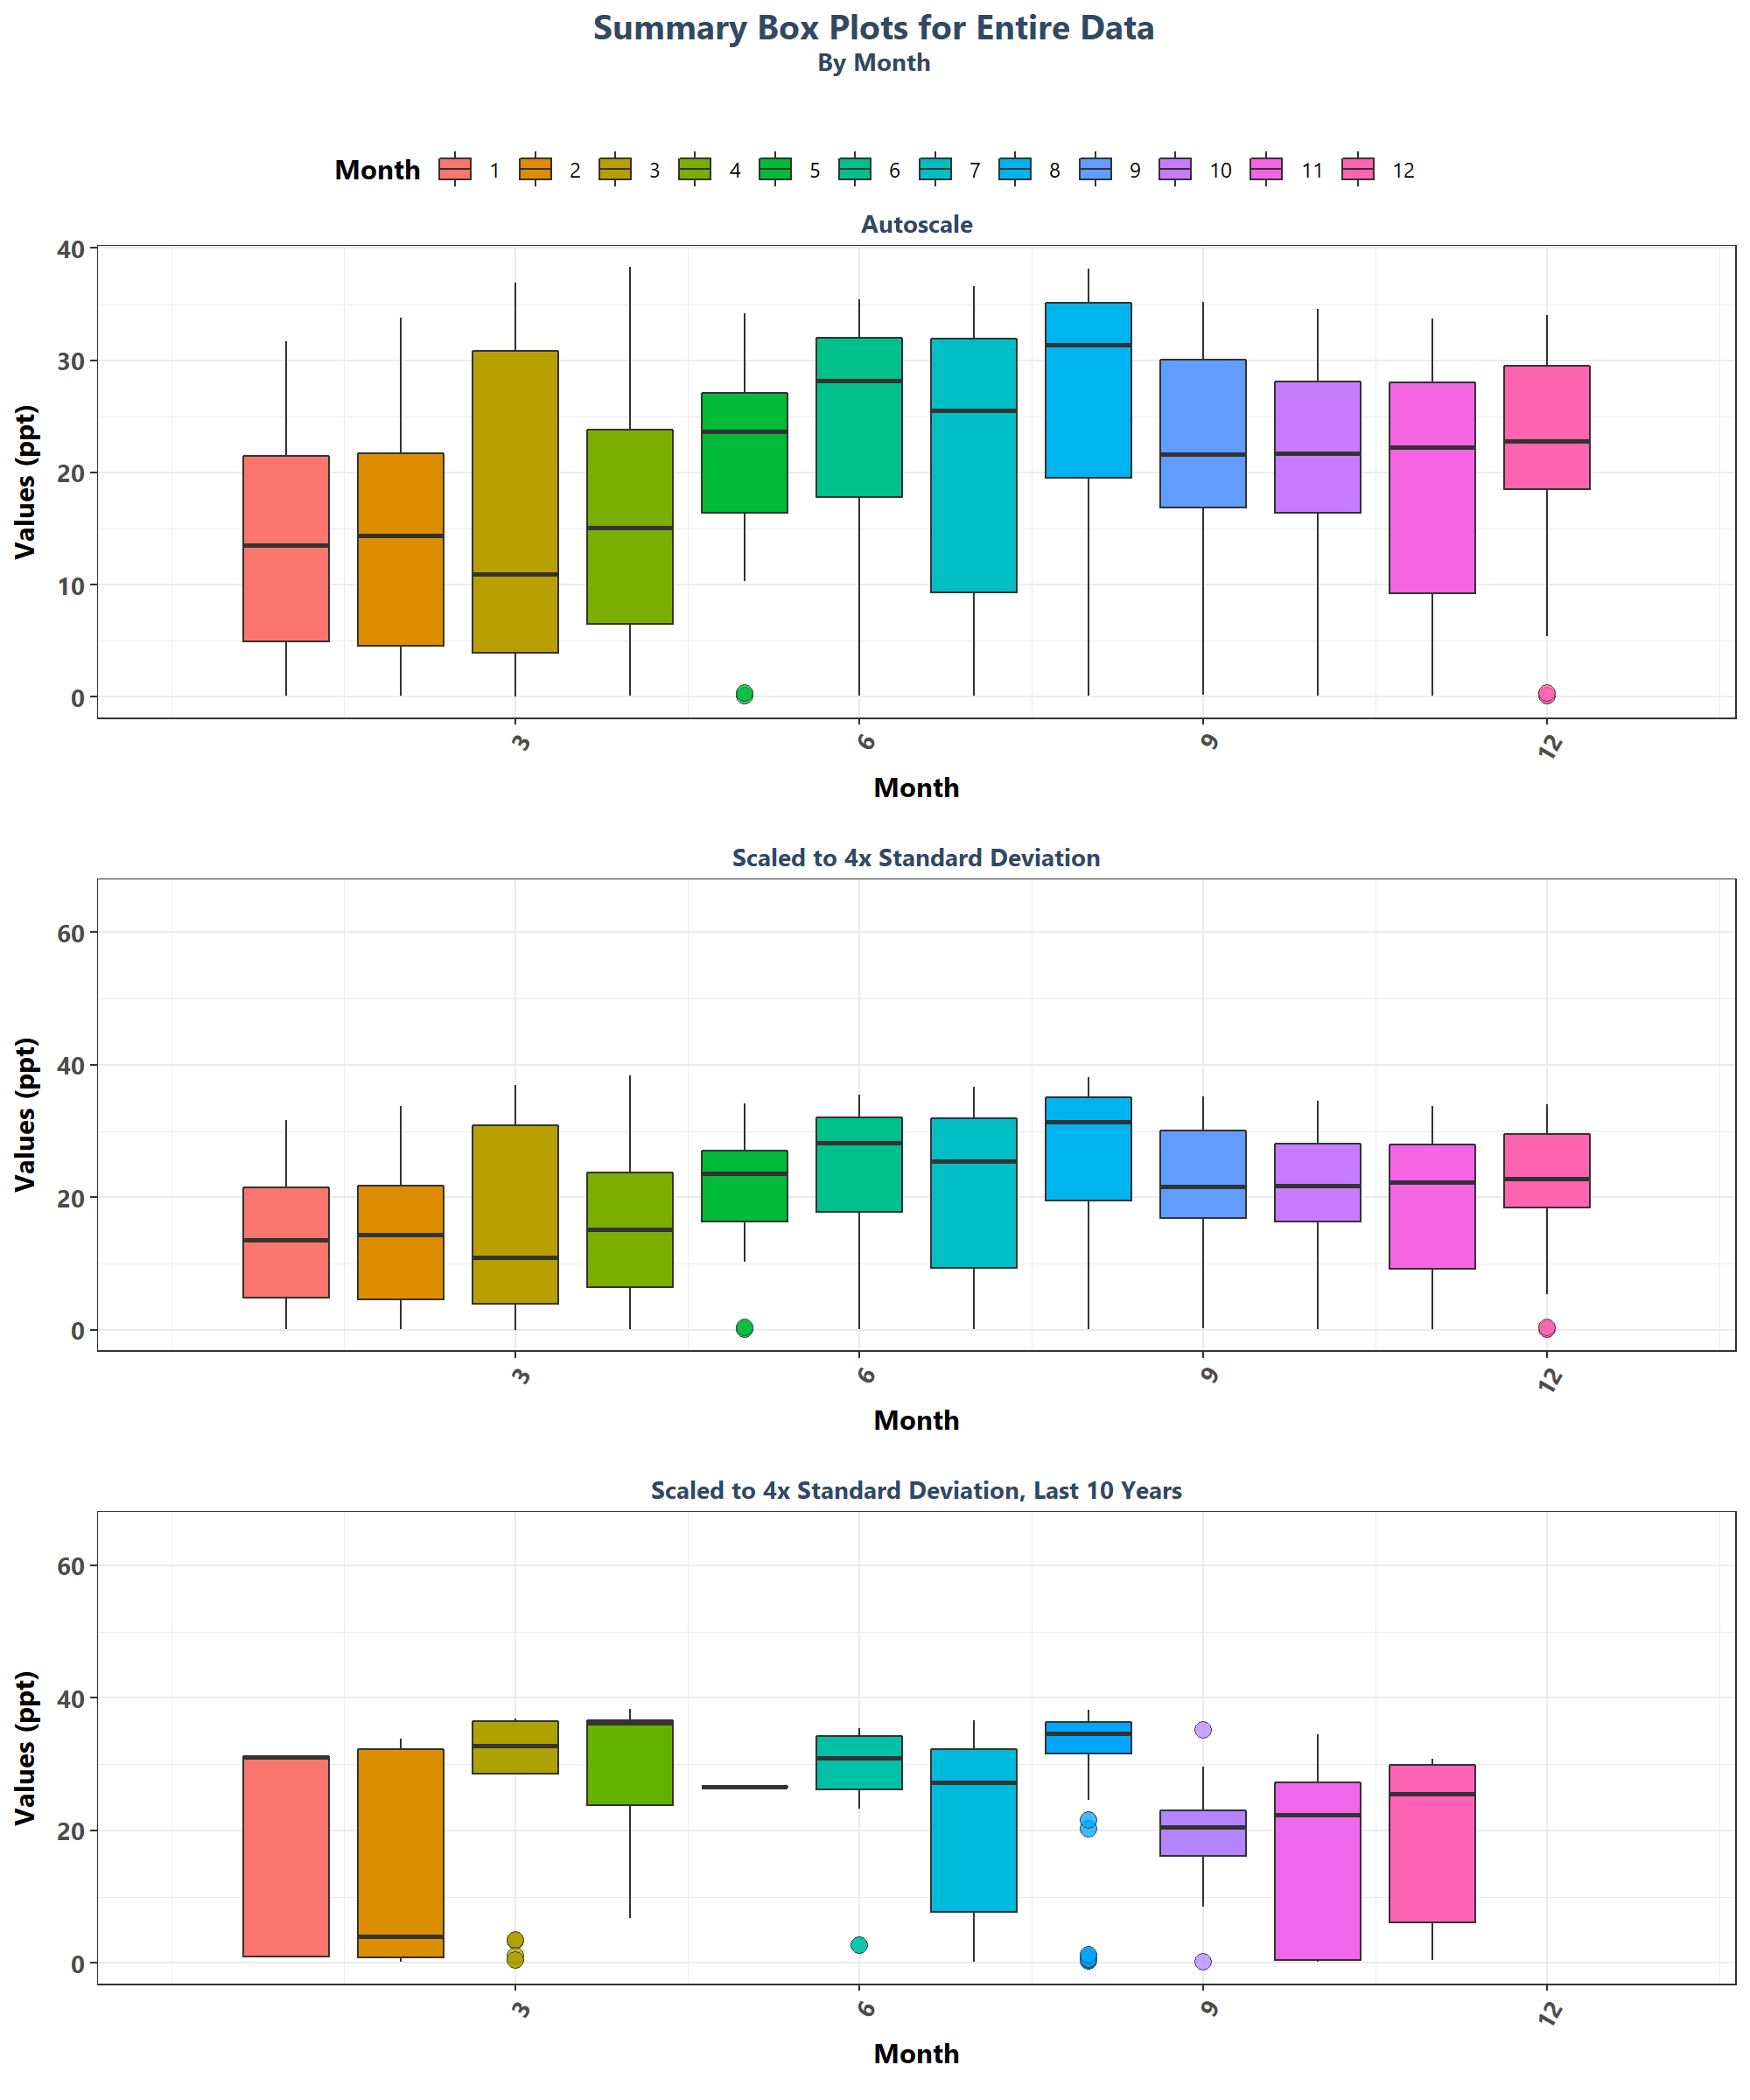 Summary Box Plots for Entire Data
By Month
Month 1 2 3 4 5 6 7 8 9 10 11 12
Autoscale
Values (ppt)
40
30
20
10
0
3 6 9 12
Month
Scaled to 4x Standard Deviation
Values (ppt)
60
40
20
0
3 6 9 12
Month
Scaled to 4x Standard Deviation, Last 10 Years
Values (ppt)
60
40
20
0
3 6 9 12
Month